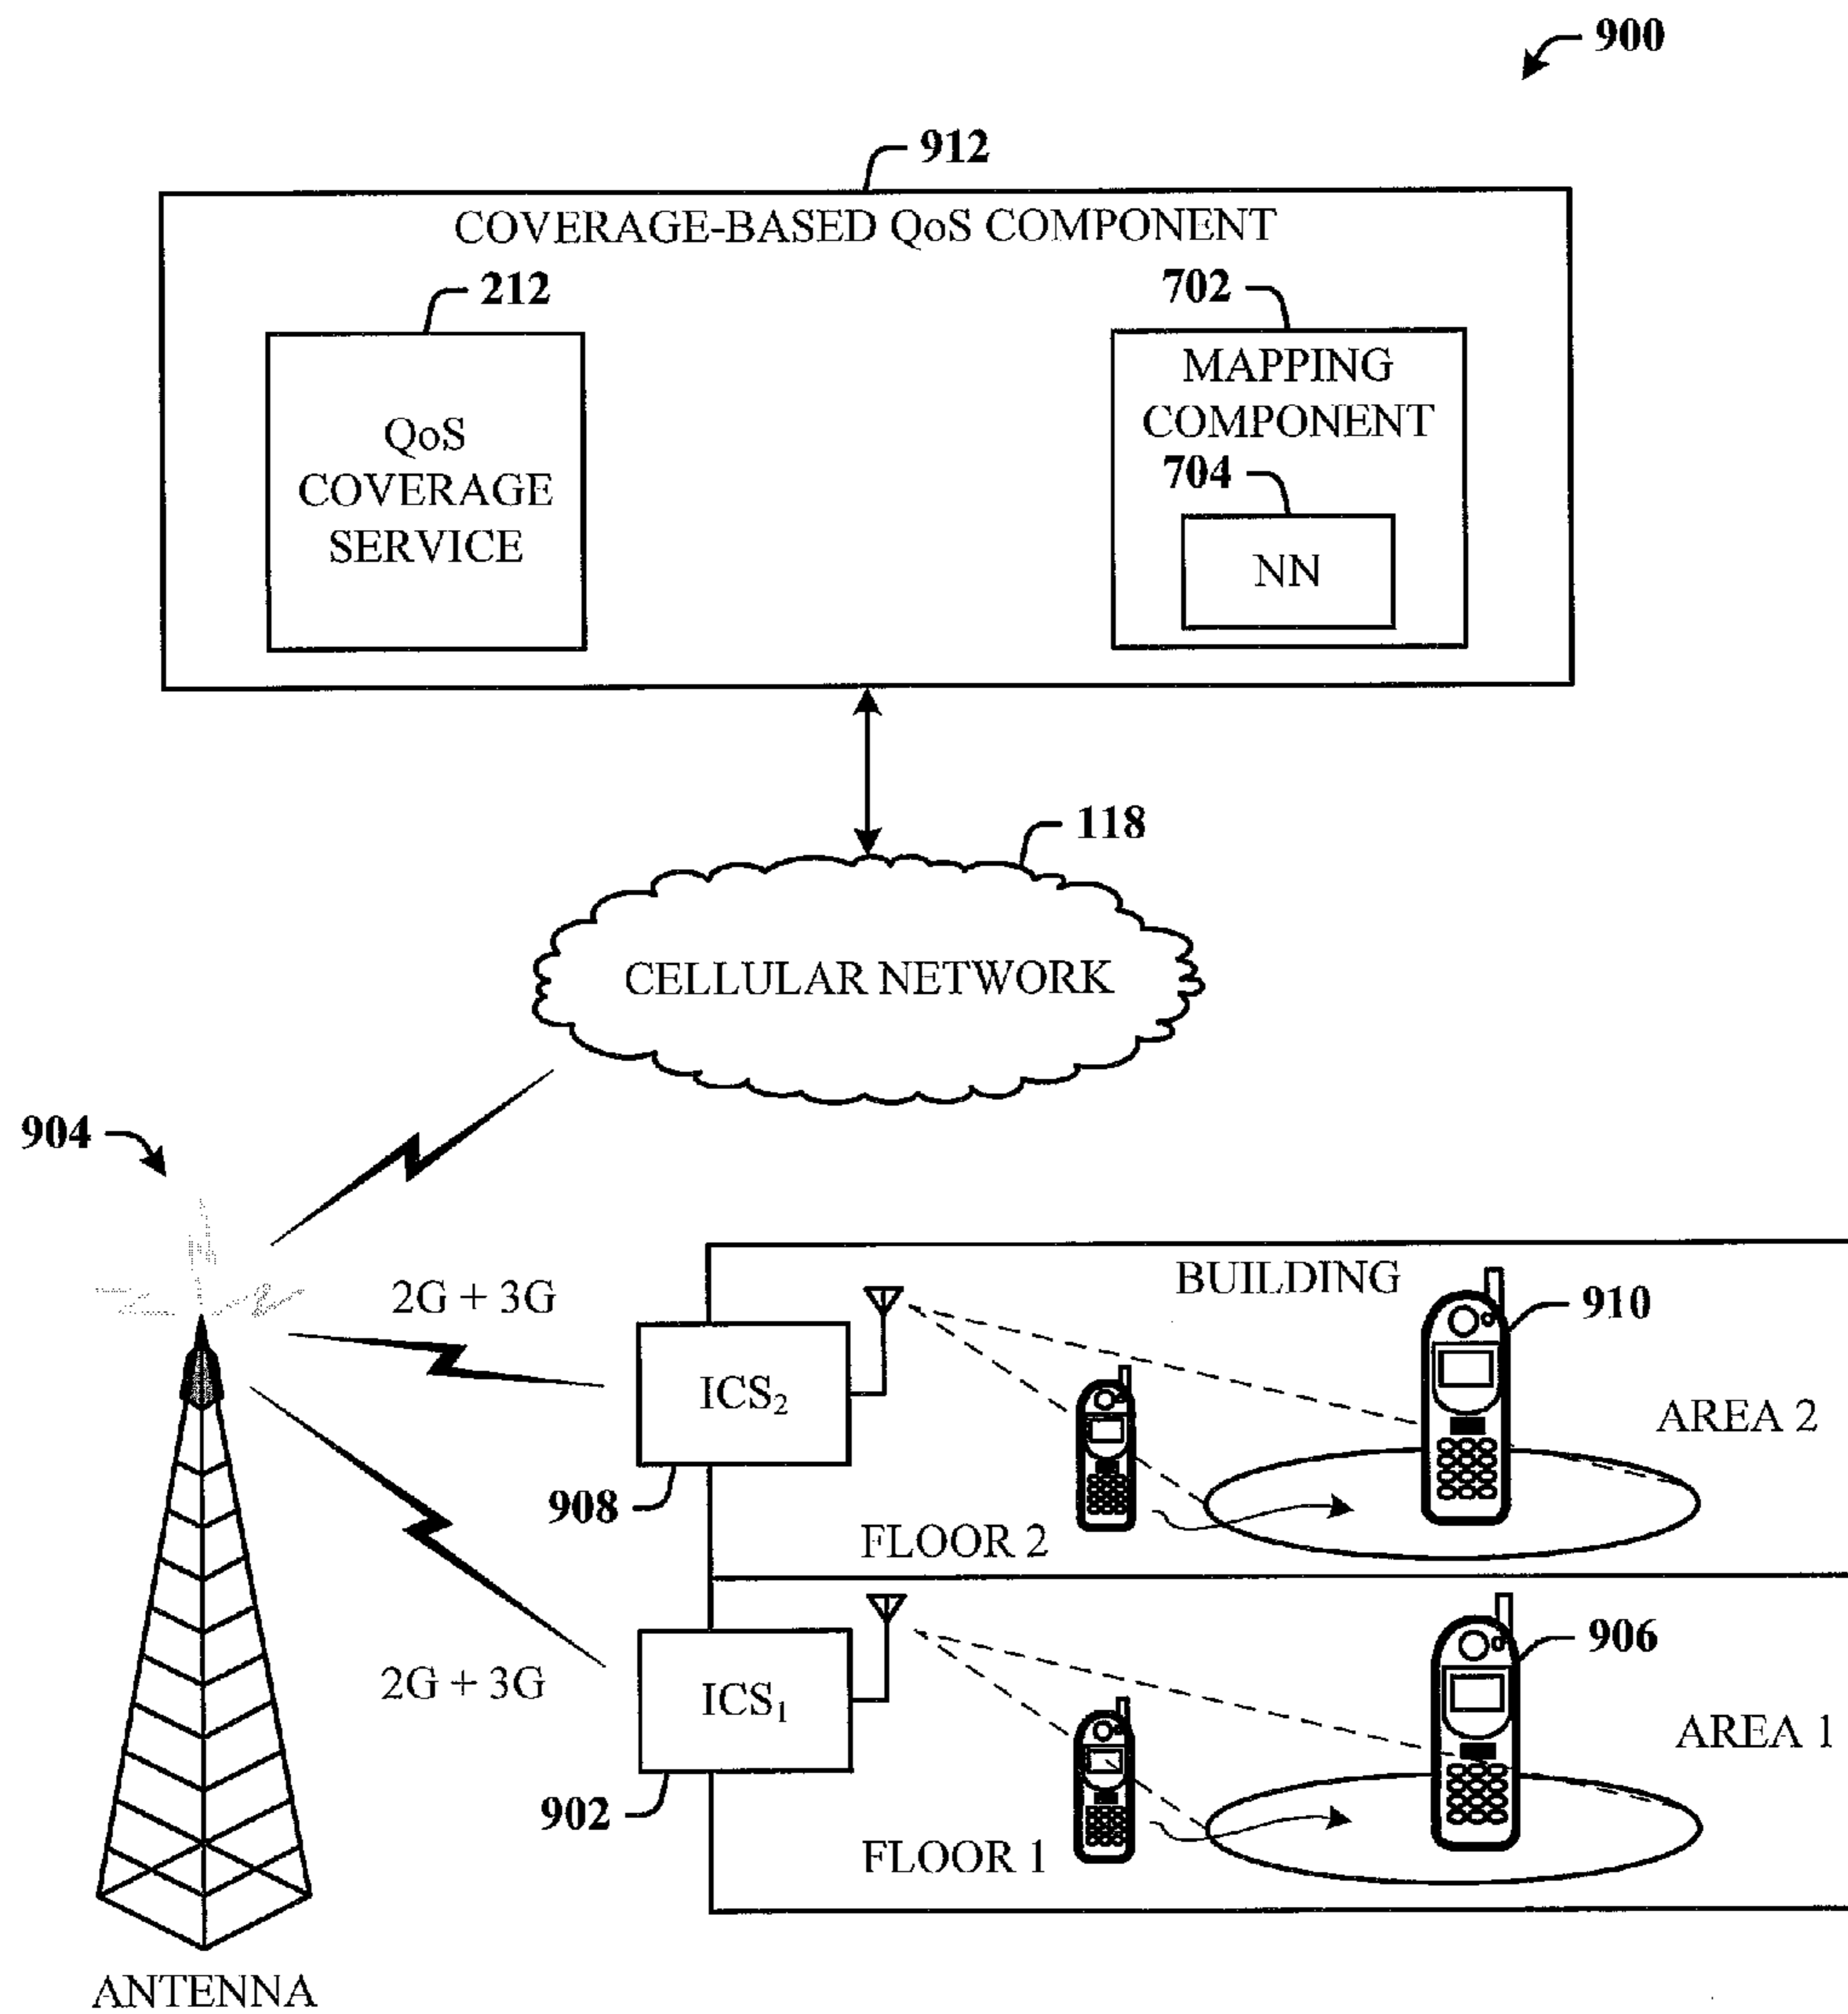 900
912
COVERAGE-BASED QoS COMPONENT
212
702
QoS
COVERAGE
SERVICE
MAPPING
COMPONENT
704
NN
118
CELLULAR NETWORK
904
2G + 3G
BUILDING
910
ICS₂
AREA 2
908
FLOOR 2
2G + 3G
ICS₁
906
AREA 1
902
FLOOR 1
ANTENNA